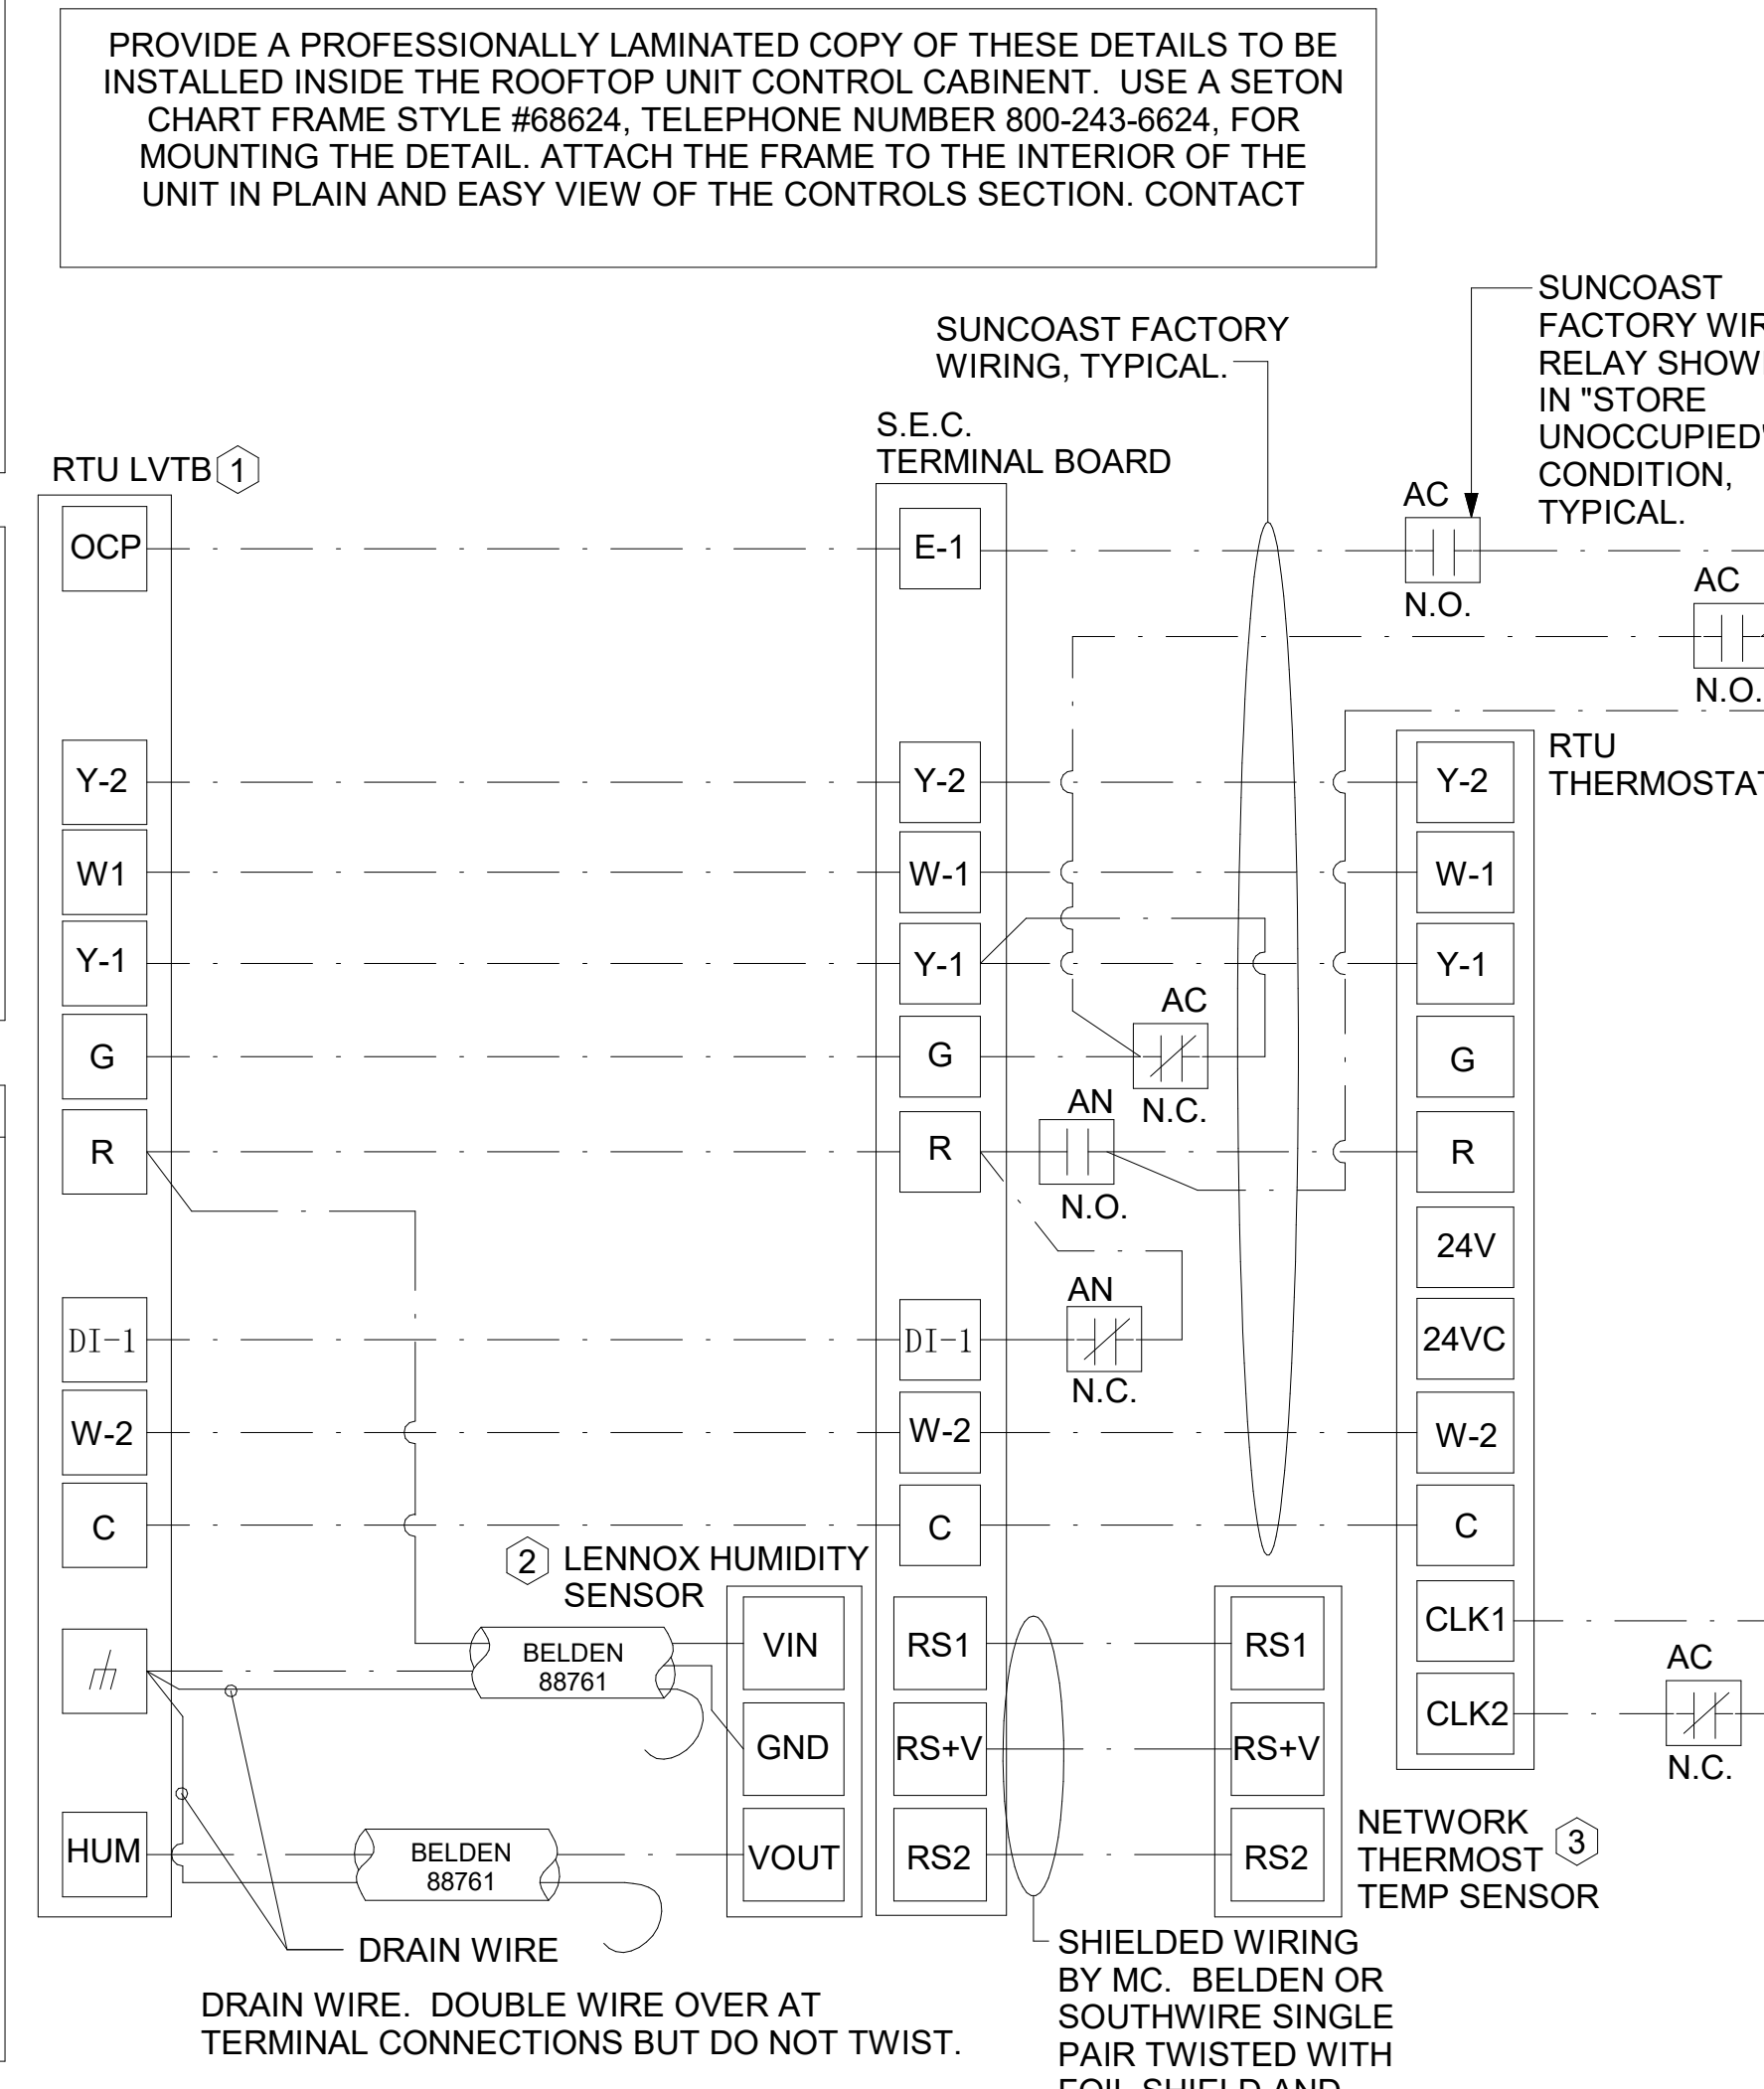 PROVIDE A PROFESSIONALLY LAMINATED COPY OF THESE DETAILS TO BE
INSTALLED INSIDE THE ROOFTOP UNIT CONTROL CABINENT. USE A SETON
CHART FRAME STYLE #68624, TELEPHONE NUMBER 800-243-6624, FOR
MOUNTING THE DETAIL. ATTACH THE FRAME TO THE INTERIOR OF THE
UNIT IN PLAIN AND EASY VIEW OF THE CONTROLS SECTION. CONTACT
SUNCOAST
FACTORY
RELAY
IN "STORE
UNOCCUPIED"
CONDITION,
TYPICAL.
SUNCOAST FACTORY
WIRING, TYPICAL.
S.E.C.
TERMINAL BOARD
RTU LVTB 1
AC
N.O.
AC
N.O.
OCP
E-1
RTU
Y-2
Y-2
Y-2
W1
W-1
W-1
Y-1
Y-1
Y-1
AC
N.C.
G
G
G
AN
N.O.
R
R
R
24V
AN
N.C.
DI-1
DI-1
24VC
W-2
W-2
W-2
C
C
C
2 LENNOX HUMIDITY
SENSOR
BELDEN
88761
VIN
RS1
RS1
CLK1
AC
N.C.
CLK2
GND
RS+V
RS+V
HUM
BELDEN
88761
VOUT
RS2
RS2
NETWORK
THERMOST 3
TEMP SENSOR
DRAIN WIRE
DRAIN WIRE. DOUBLE WIRE OVER AT
TERMINAL CONNECTIONS BUT DO NOT TWIST.
SHIELDED WIRING
BY MC. BELDEN OR
SOUTHWIRE SINGLE
PAIR TWISTED WITH
FOIL SHIELD AND